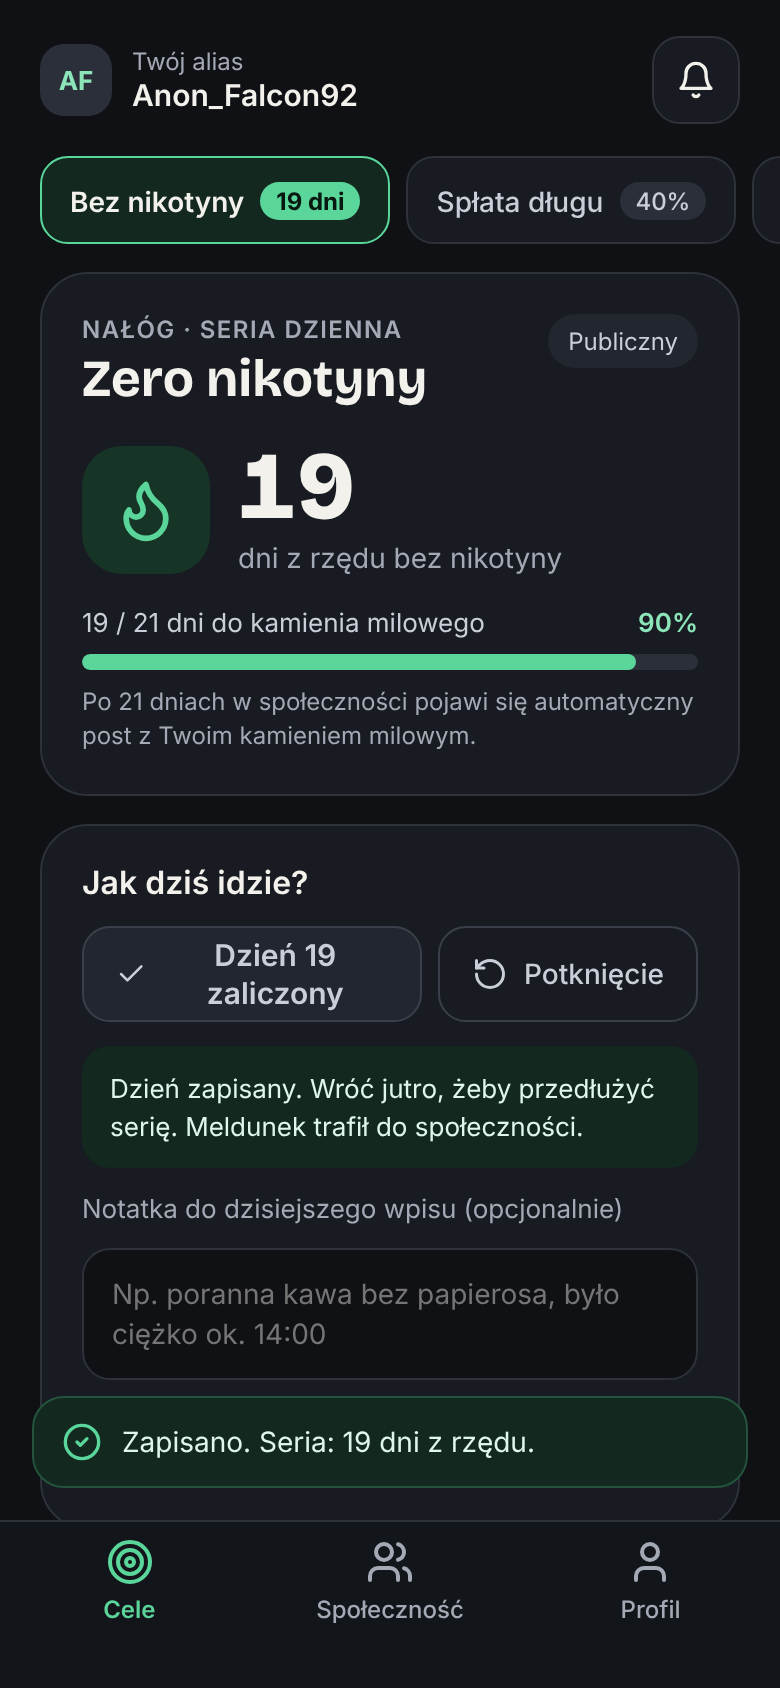 AF
Twój alias
Anon_Falcon92
Bez nikotyny 19 dni
Spłata długu 40%
NAŁÓG · SERIA DZIENNA
Publiczny
Zero nikotyny
19
dni z rzędu bez nikotyny
19 / 21 dni do kamienia milowego 90%
Po 21 dniach w społeczności pojawi się automatyczny
post z Twoim kamieniem milowym.
Jak dziś idzie?
Dzień 19
zaliczony
Potknięcie
Dzień zapisany. Wróć jutro, żeby przedłużyć
serię. Meldunek trafił do społeczności.
Notatka do dzisiejszego wpisu (opcjonalnie)
Np. poranna kawa bez papierosa, było
ciężko ok. 14:00
Zapisano. Seria: 19 dni z rzędu.
Cele
Społeczność
Profil